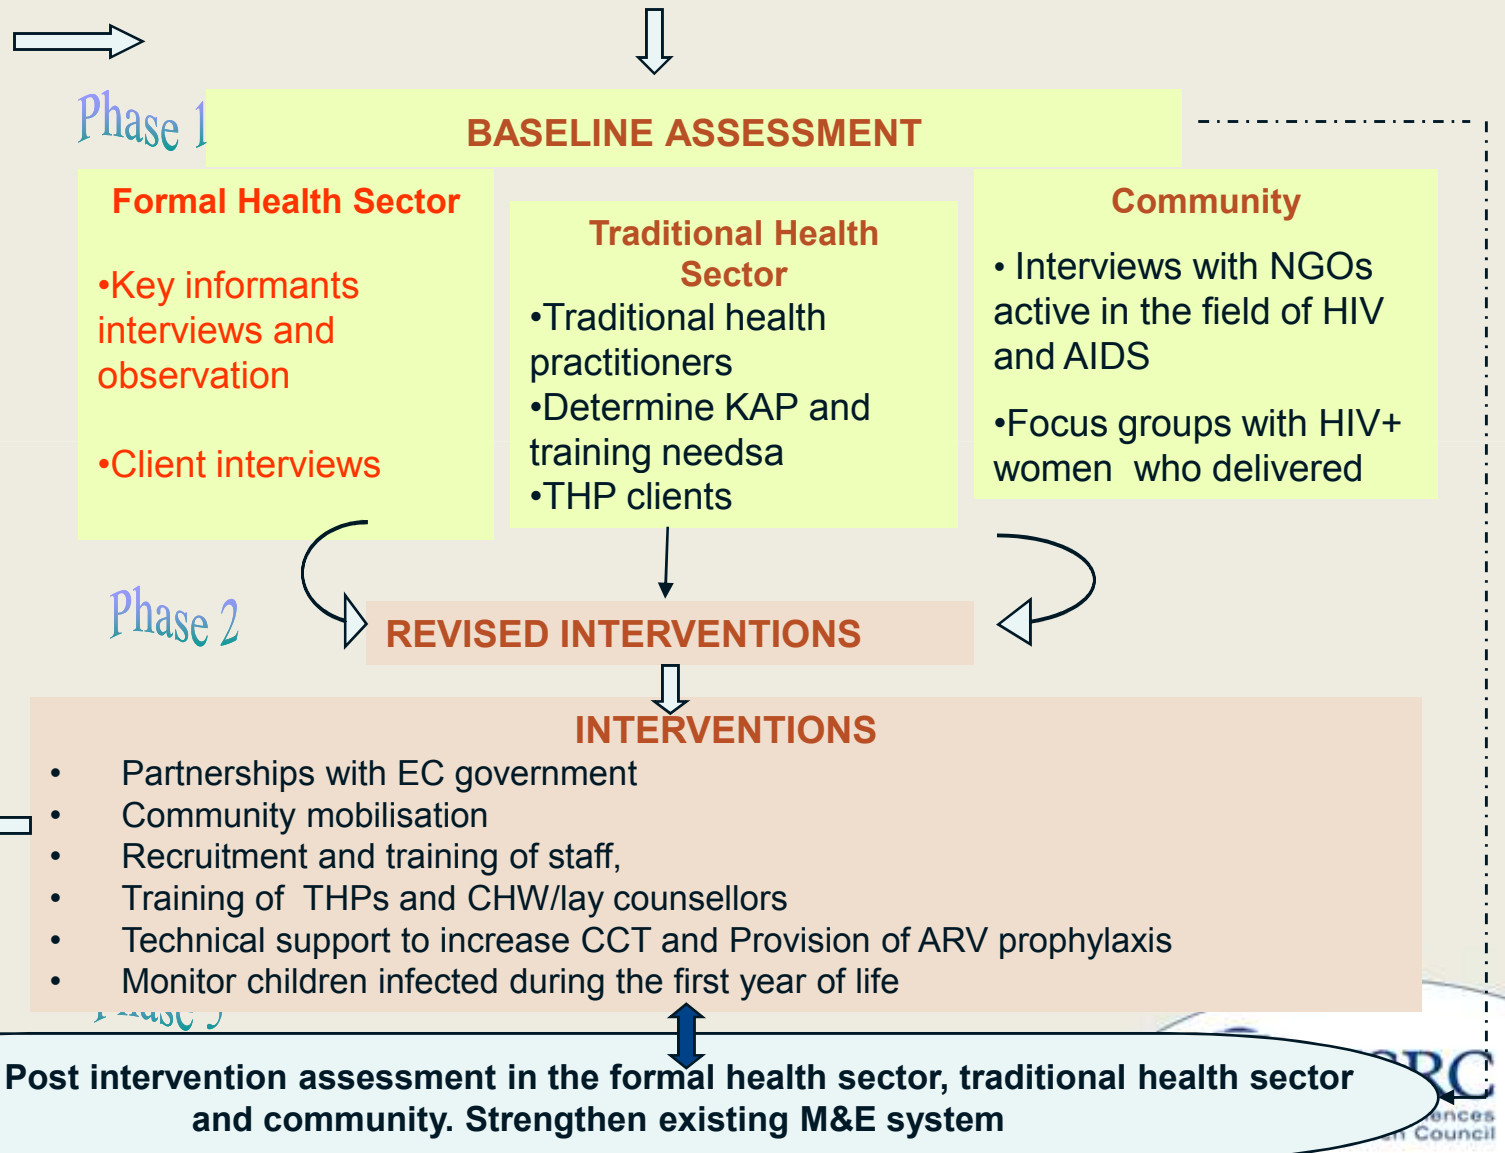 Phase 1
BASELINE ASSESSMENT
Formal Health Sector
•Key informants
interviews and
observation
•Client interviews
Traditional Health
Sector
•Traditional health
practitioners
•Determine KAP and
training needsa
•THP clients
Community
• Interviews with NGOs
active in the field of HIV
and AIDS
•Focus groups with HIV+
women who delivered
Phase 2
REVISED INTERVENTIONS
INTERVENTIONS
• Partnerships with EC government
• Community mobilisation
• Recruitment and training of staff,
• Training of THPs and CHW/lay counsellors
• Technical support to increase CCT and Provision of ARV prophylaxis
• Monitor children infected during the first year of life
Phase 3
Post intervention assessment in the formal health sector, traditional health sector
and community. Strengthen existing M&E system
Council